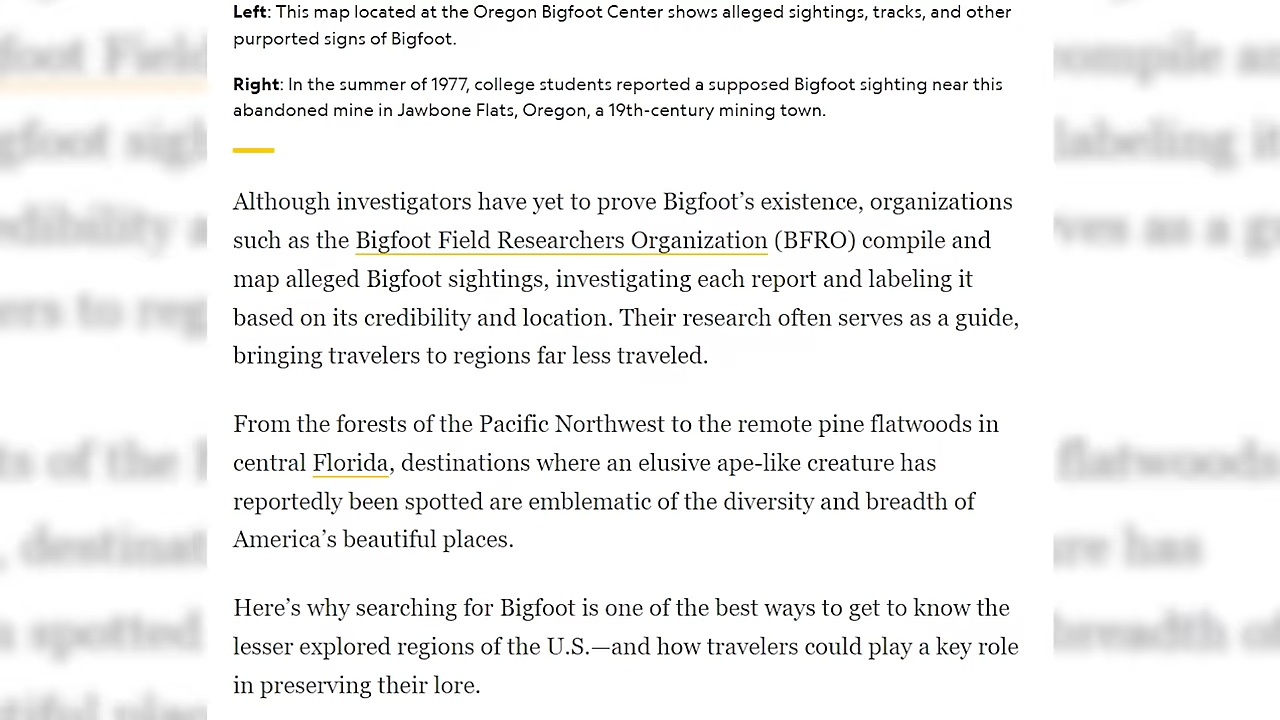 Left: This map located at the Oregon Bigfoot Center shows alleged sightings, tracks, and other
purported signs of Bigfoot.
Right: In the summer of 1977, college students reported a supposed Bigfoot sighting near this
abandoned mine in Jawbone Flats, Oregon, a 19th-century mining town.
Although investigators have yet to prove Bigfoot’s existence, organizations
such as the Bigfoot Field Researchers Organization (BFRO) compile and
map alleged Bigfoot sightings, investigating each report and labeling it
based on its credibility and location. Their research often serves as a guide,
bringing travelers to regions far less traveled.
From the forests of the Pacific Northwest to the remote pine flatwoods in
central Florida, destinations where an elusive ape-like creature has
reportedly been spotted are emblematic of the diversity and breadth of
America’s beautiful places.
Here’s why searching for Bigfoot is one of the best ways to get to know the
lesser explored regions of the U.S.—and how travelers could play a key role
in preserving their lore.